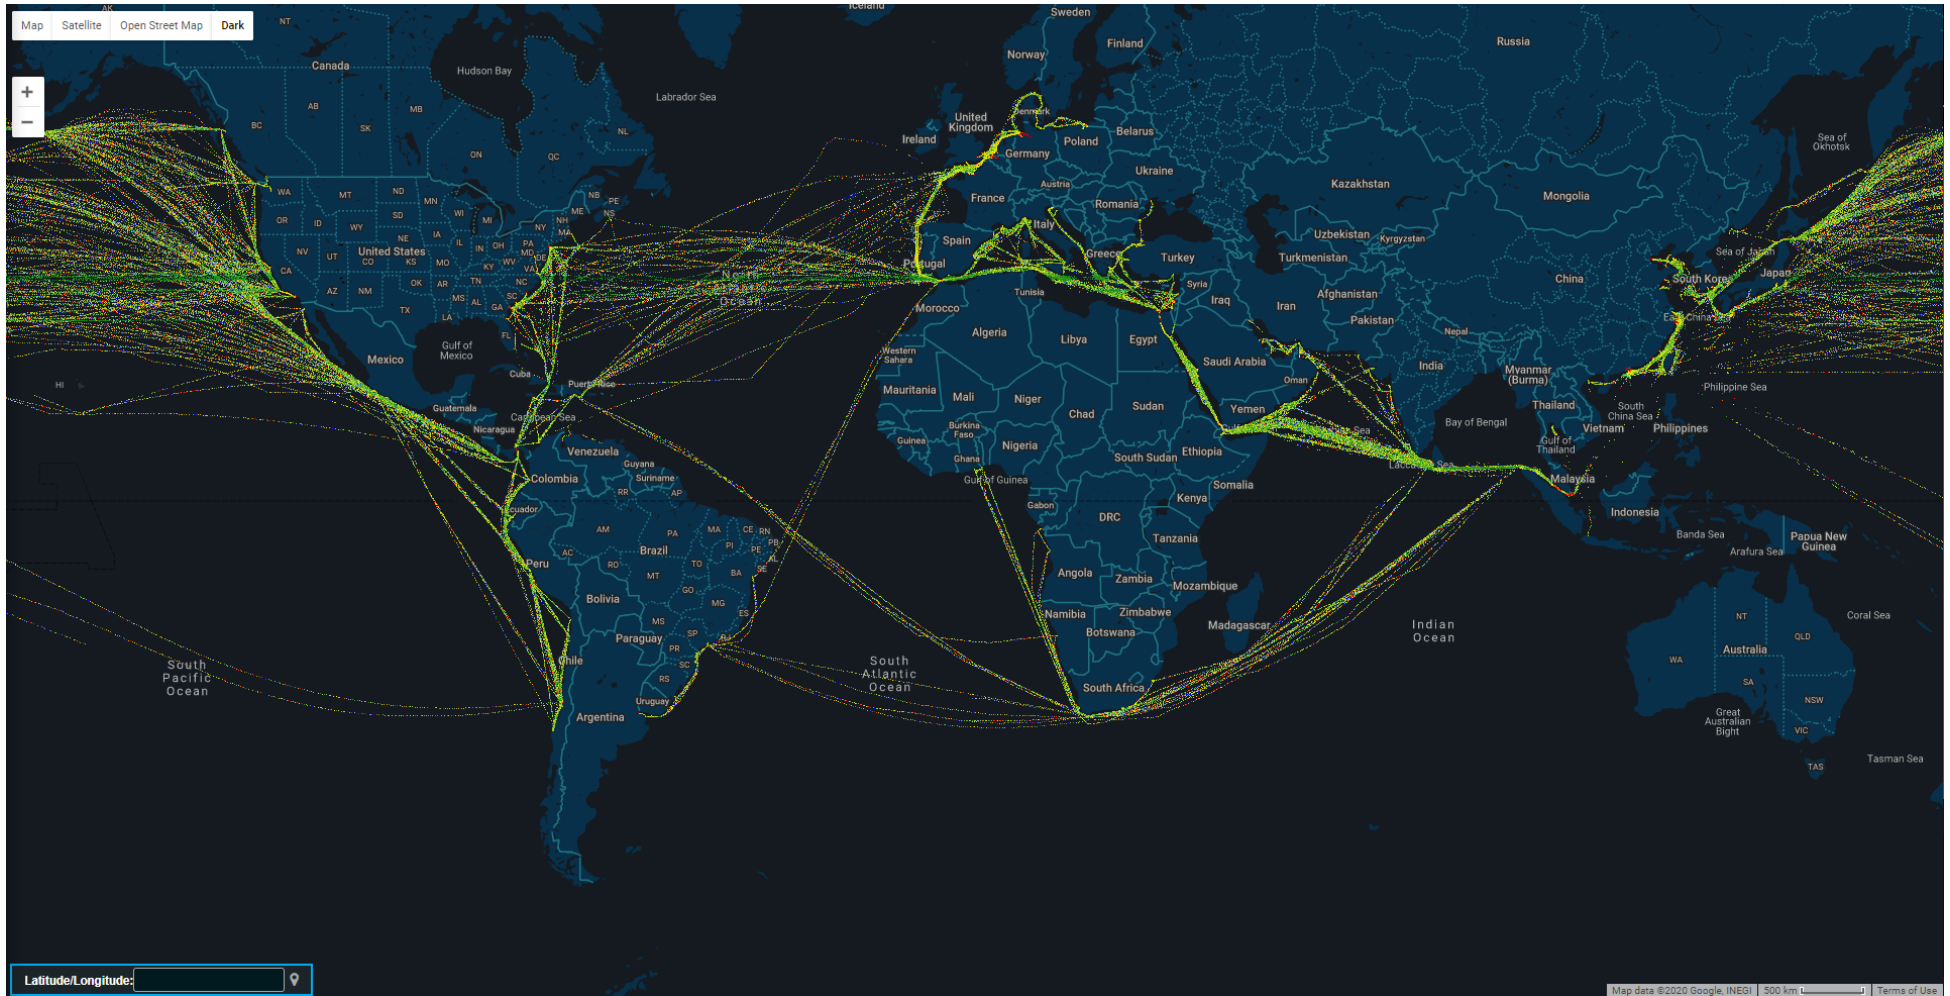 AK
Iceland
Sweden
Map Satellite Open Street Map Dark
NT
Norway
Finland
Russia
Canada
Hudson Bay
Labrador Sea
+
−
AB
MB
BC
SK
NL
ON
QC
United
Kingdom
Ireland
Denmark
Belarus
Poland
Germany
Sea of
Okhotsk
Ukraine
Austria
Kazakhstan
Mongolia
WA
MT
ND
MN
NB
PE
NS
France
Romania
OR
ID
SD
WI
MI
ME
NH
WY
IA
NY
MA
Italy
Spain
Uzbekistan
Kyrgyzstan
NV
UT
NE
United States
CO
KS
IL
IN
OH
PA
MD
DE
MO
WV
KY
VA
Portugal
Greece
Turkey
Turkmenistan
Sea of Japan
South Korea
Japan
China
CA
AZ
NM
OK
AR
TN
NC
MS
AL
GA
SC
TX
LA
FL
North
Atlantic
Ocean
Tunisia
Morocco
Syria
Iraq
Iran
Afghanistan
Pakistan
Nepal
East China Sea
Gulf of
Mexico
Mexico
Algeria
Libya
Egypt
Western
Sahara
Saudi Arabia
India
Myanmar
(Burma)
HI
Cuba
Puerto Rico
Oman
Mauritania
Mali
Niger
Chad
Sudan
Yemen
Thailand
South
China Sea
Philippine Sea
Guatemala
Caribbean Sea
Nicaragua
Burkina
Faso
Bay of Bengal
Vietnam
Philippines
Gulf of
Thailand
Guinea
Nigeria
Ghana
South Sudan
Ethiopia
Venezuela
Guyana
Suriname
Laccadive Sea
Malaysia
Colombia
Gulf of Guinea
Somalia
RR
AP
Gabon
Kenya
Ecuador
DRC
Indonesia
AM
PA
MA
CE
RN
PB
PI
PE
AL
SE
Tanzania
Banda Sea
Arafura Sea
Papua New
Guinea
Peru
AC
Brazil
RO
TO
BA
MT
Angola
Zambia
Mozambique
Bolivia
GO
MG
ES
MS
SP
RJ
Namibia
Zimbabwe
Madagascar
Botswana
Indian
Ocean
NT
Coral Sea
QLD
Paraguay
PR
SC
RS
WA
Australia
South
Pacific
Ocean
Chile
South
Atlantic
Ocean
South Africa
SA
NSW
Uruguay
Argentina
Great
Australian
Bight
VIC
TAS
Tasman Sea
Latitude/Longitude:
Map data ©2020 Google, INEGI 500 km Terms of Use